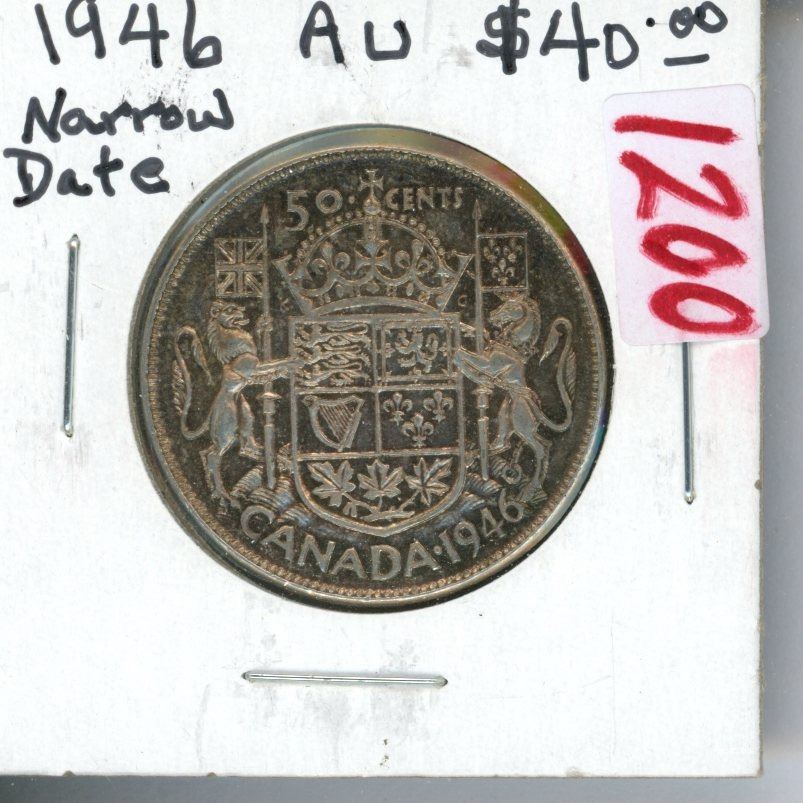 1946 AU $40.00
Narrow
Date
1200
50·CENTS
K G
CANADA·1946